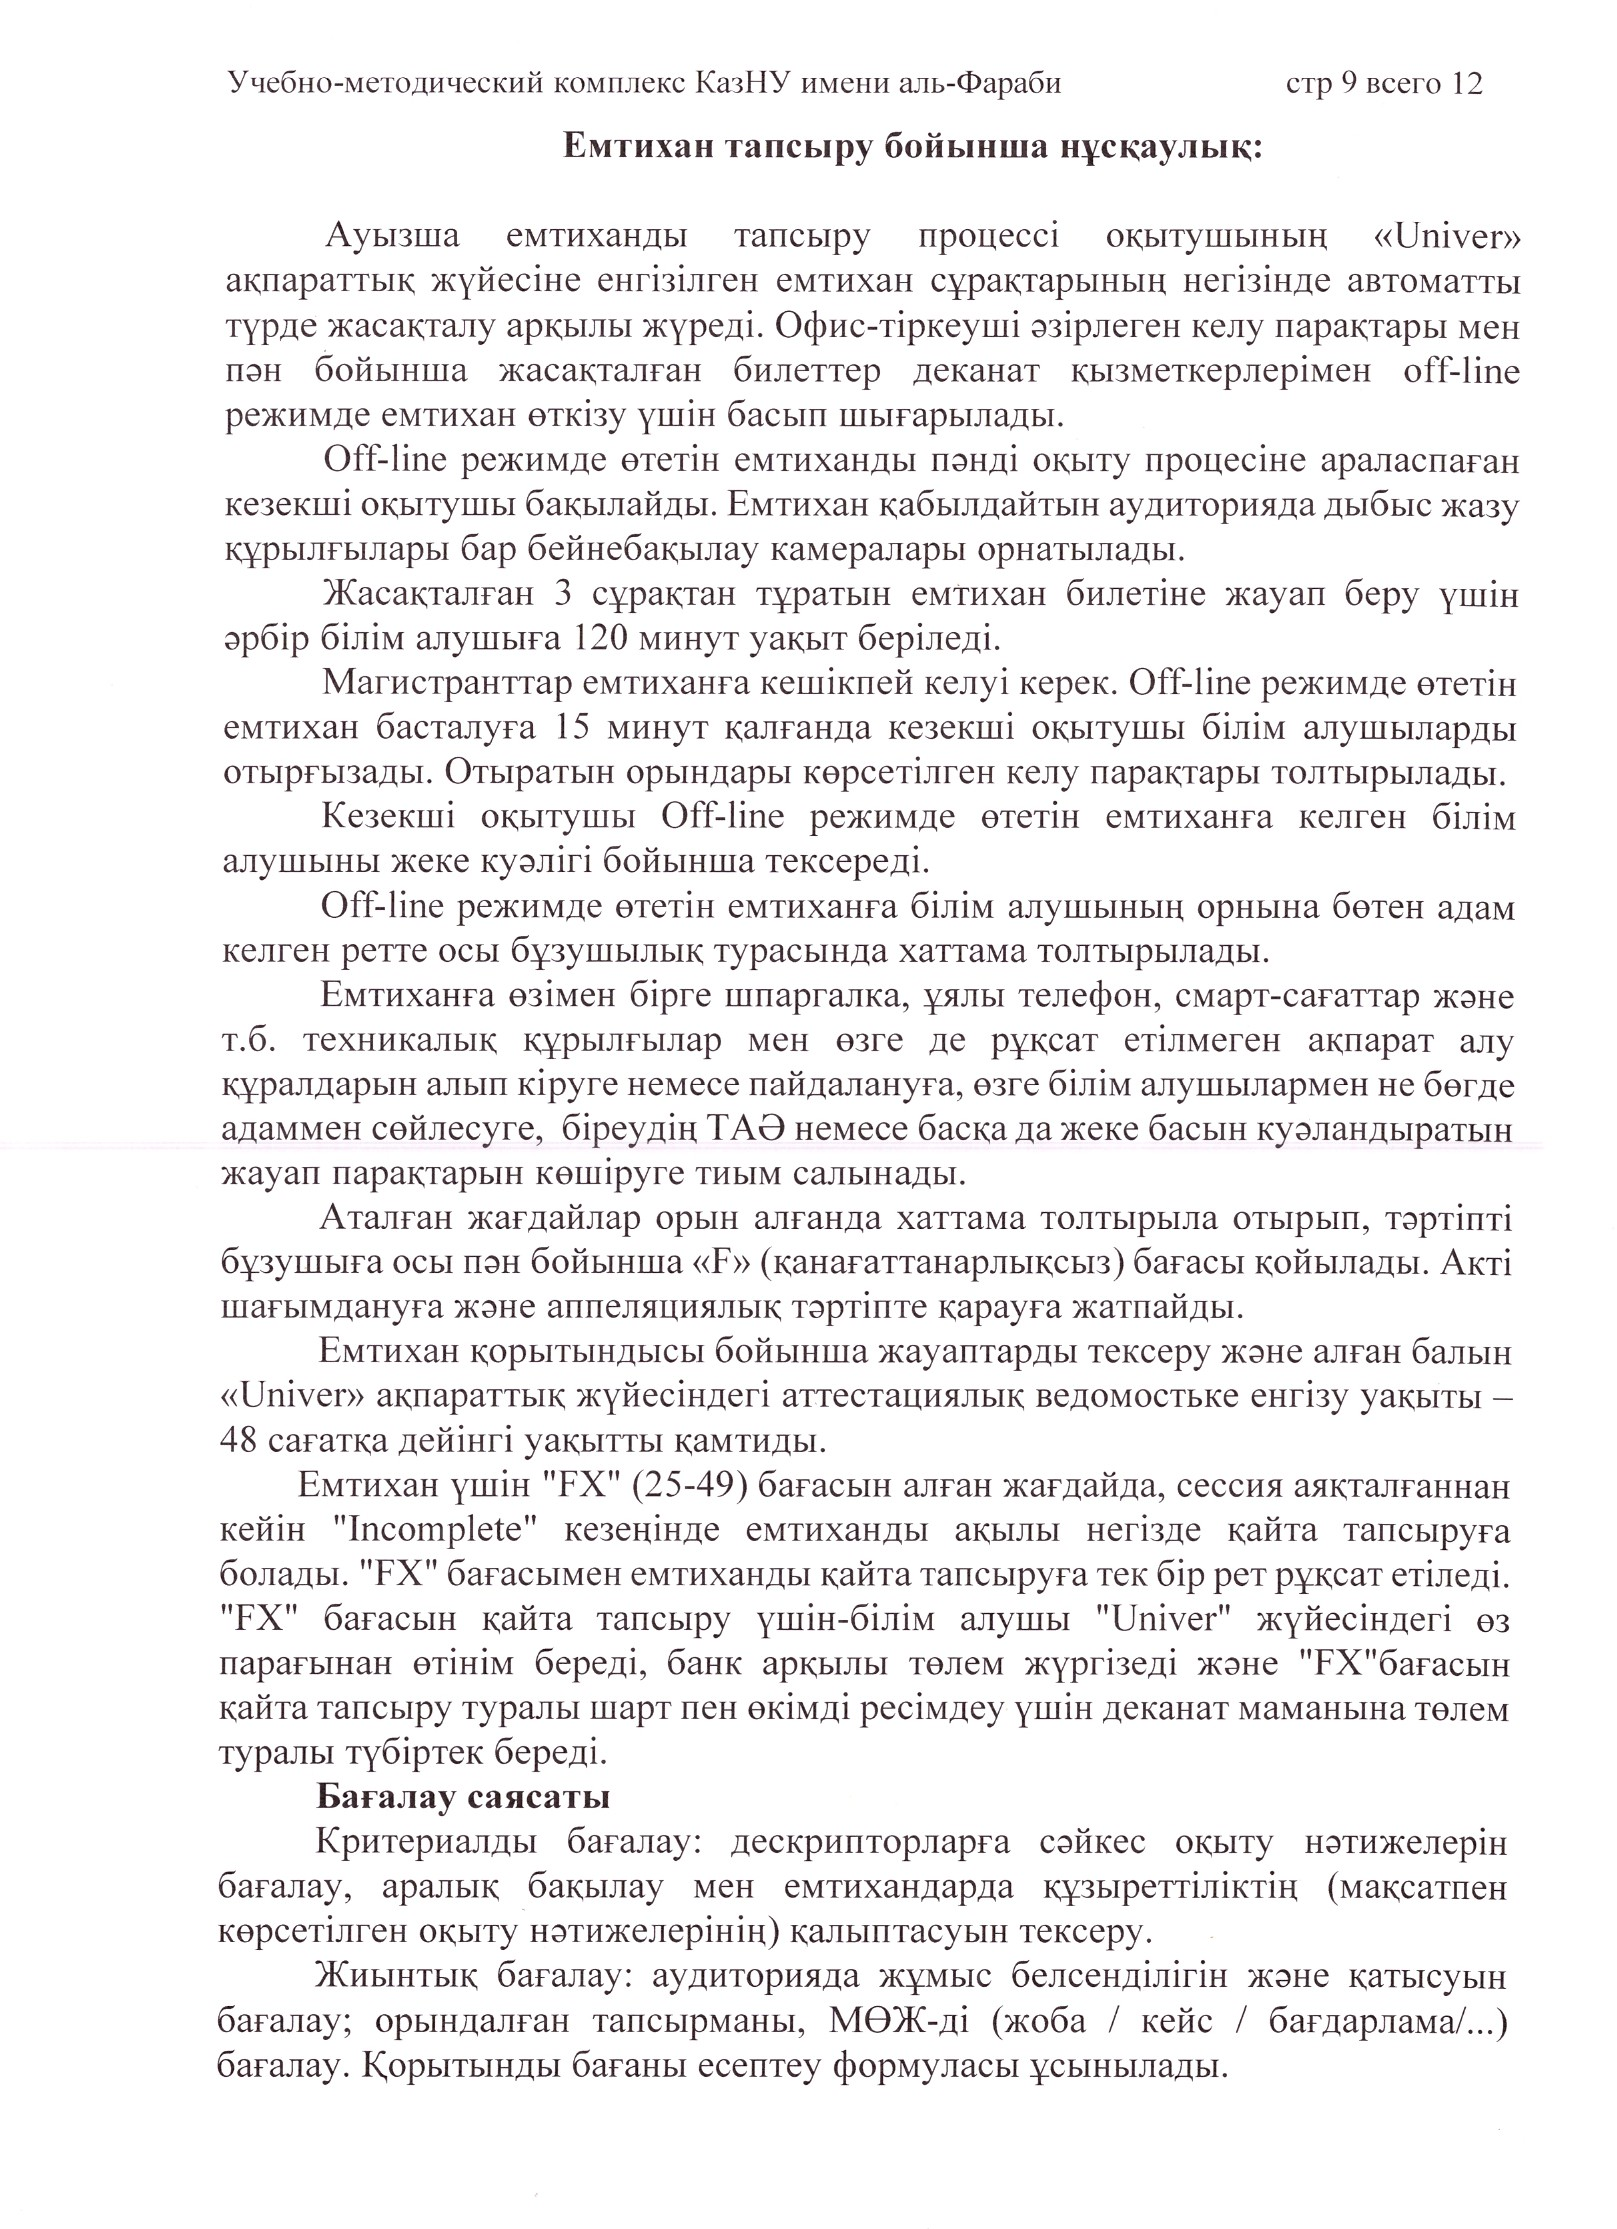 Учебно-методический комплекс КазНУ имени аль-Фараби стр 9 всего 12
Емтихан тапсыру бойынша нұсқаулық:
Ауызша емтиханды тапсыру процессі оқытушының «Univer»
ақпараттық жүйесіне енгізілген емтихан сұрақтарының негізінде автоматты
түрде жасақталу арқылы жүреді. Офис-тіркеуші әзірлеген келу парақтары мен
пән бойынша жасақталған билеттер деканат қызметкерлерімен off-line
режимде емтихан өткізу үшін басып шығарылады.
Off-line режимде өтетін емтиханды пәнді оқыту процесіне араласпаған
кезекші оқытушы бақылайды. Емтихан қабылдайтын аудиторияда дыбыс жазу
құрылғылары бар бейнебақылау камералары орнатылады.
Жасақталған 3 сұрақтан тұратын емтихан билетіне жауап беру үшін
әрбір білім алушыға 120 минут уақыт беріледі.
Магистранттар емтиханға кешікпей келуі керек. Off-line режимде өтетін
емтихан басталуға 15 минут қалғанда кезекші оқытушы білім алушыларды
отырғызады. Отыратын орындары көрсетілген келу парақтары толтырылады.
Кезекші оқытушы Off-line режимде өтетін емтиханға келген білім
алушыны жеке куәлігі бойынша тексереді.
Off-line режимде өтетін емтиханға білім алушының орнына бөтен адам
келген ретте осы бұзушылық турасында хаттама толтырылады.
Емтиханға өзімен бірге шпаргалка, ұялы телефон, смарт-сағаттар және
т.б. техникалық құрылғылар мен өзге де рұқсат етілмеген ақпарат алу
құралдарын алып кіруге немесе пайдалануға, өзге білім алушылармен не бөгде
адаммен сөйлесуге, біреудің ТАӘ немесе басқа да жеке басын куәландыратын
жауап парақтарын көшіруге тиым салынады.
Аталған жағдайлар орын алғанда хаттама толтырыла отырып, тәртіпті
бұзушыға осы пән бойынша «F» (қанағаттанарлықсыз) бағасы қойылады. Акті
шағымдануға және аппеляциялық тәртіпте қарауға жатпайды.
Емтихан қорытындысы бойынша жауаптарды тексеру және алған балын
«Univer» ақпараттық жүйесіндегі аттестациялық ведомостьке енгізу уақыты –
48 сағатқа дейінгі уақытты қамтиды.
Емтихан үшін "FX" (25-49) бағасын алған жағдайда, сессия аяқталғаннан
кейін "Incomplete" кезеңінде емтиханды ақылы негізде қайта тапсыруға
болады. "FX" бағасымен емтиханды қайта тапсыруға тек бір рет рұқсат етіледі.
"FX" бағасын қайта тапсыру үшін-білім алушы "Univer" жүйесіндегі өз
парағынан өтінім береді, банк арқылы төлем жүргізеді және "FX"бағасын
қайта тапсыру туралы шарт пен өкімді ресімдеу үшін деканат маманына төлем
туралы түбіртек береді.
Бағалау саясаты
Критериалды бағалау: дескрипторларға сәйкес оқыту нәтижелерін
бағалау, аралық бақылау мен емтихандарда құзыреттіліктің (мақсатпен
көрсетілген оқыту нәтижелерінің) қалыптасуын тексеру.
Жиынтық бағалау: аудиторияда жұмыс белсенділігін және қатысуын
бағалау; орындалған тапсырманы, МӨЖ-ді (жоба / кейс / бағдарлама/...)
бағалау. Қорытынды бағаны есептеу формуласы ұсынылады.